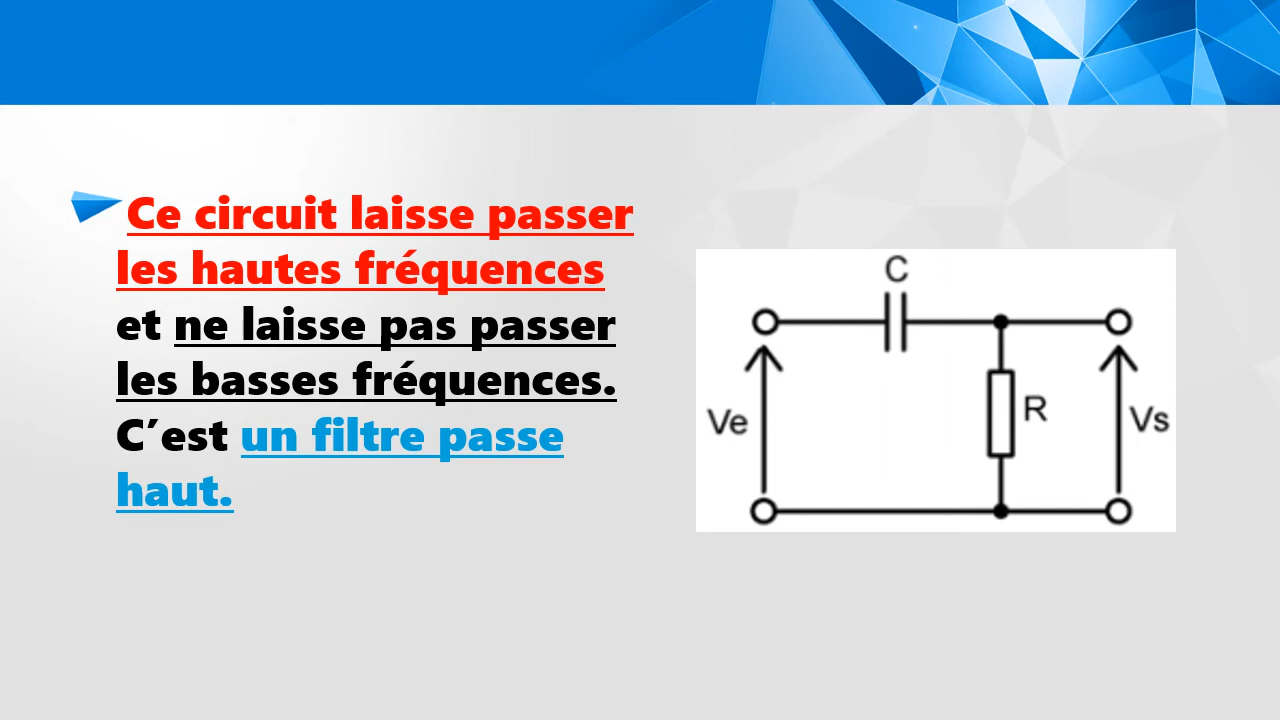 Ce circuit laisse passer
les hautes fréquences
et ne laisse pas passer
les basses fréquences.
C’est un filtre passe
haut.
C
Ve
R
Vs